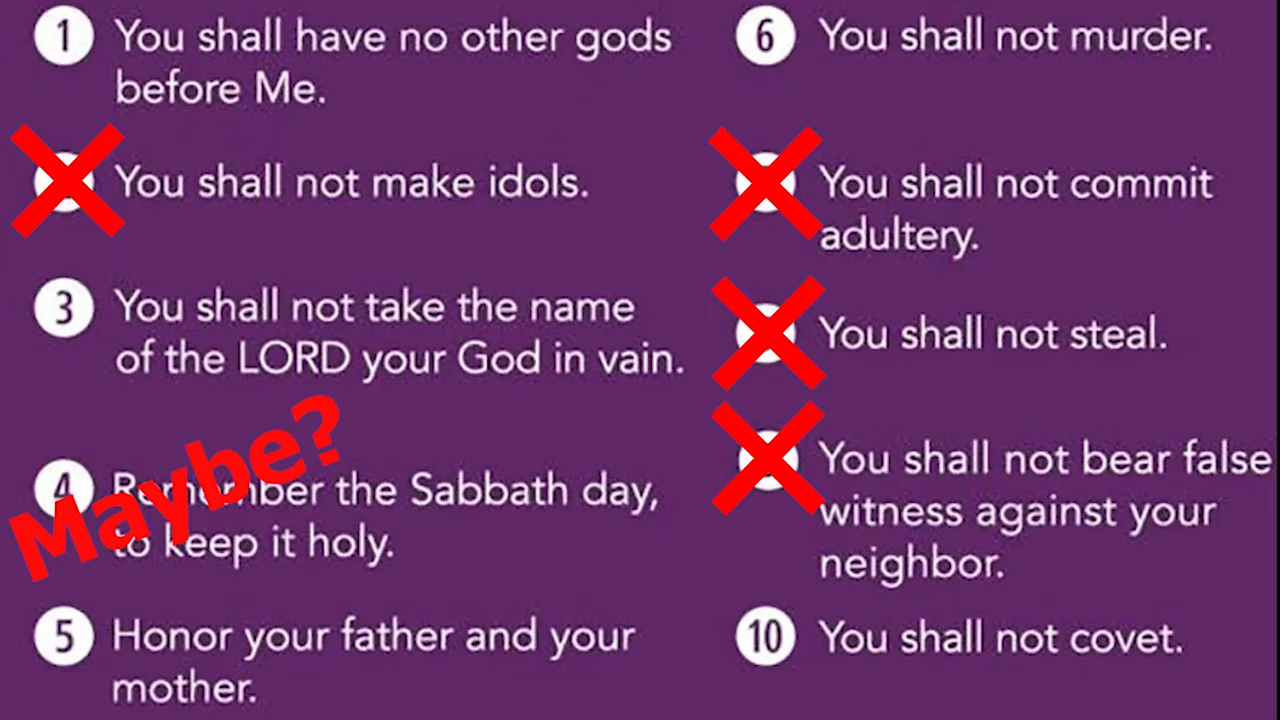 1 You shall have no other gods
before Me.
You shall not make idols.
3 You shall not take the name
of the LORD your God in vain.
Maybe?
4 Remember the Sabbath day,
to keep it holy.
5 Honor your father and your
mother.
6 You shall not murder.
You shall not commit
adultery.
You shall not steal.
You shall not bear false
witness against your
neighbor.
10 You shall not covet.